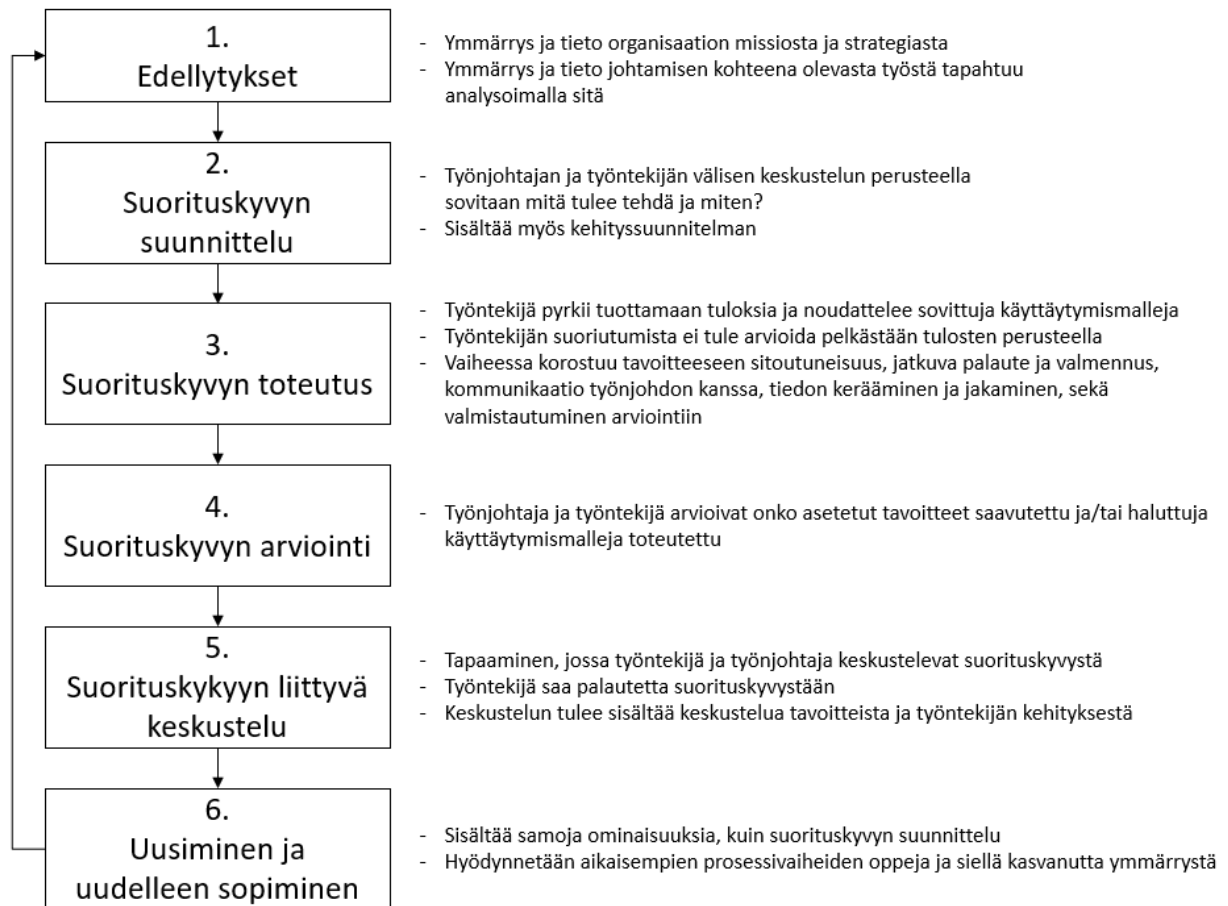 1.
Edellytykset
- Ymmärrys ja tieto organisaation missiosta ja strategiasta
- Ymmärrys ja tieto johtamisen kohteena olevasta työstä tapahtuu
analysoimalla sitä
2.
Suorituskyvyn
suunnittelu
- Työnjohtajan ja työntekijän välisen keskustelun perusteella
sovitaan mitä tulee tehdä ja miten?
- Sisältää myös kehityssuunnitelman
3.
Suorituskyvyn toteutus
- Työntekijä pyrkii tuottamaan tuloksia ja noudattelee sovittuja käyttäytymismalleja
- Työntekijän suoriutumista ei tule arvioida pelkästään tulosten perusteella
- Vaiheessa korostuu tavoitteeseen sitoutuneisuus, jatkuva palaute ja valmennus,
kommunikaatio työnjohdon kanssa, tiedon kerääminen ja jakaminen, sekä
valmistautuminen arviointiin
4.
Suorituskyvyn arviointi
- Työnjohtaja ja työntekijä arvioivat onko asetetut tavoitteet saavutettu ja/tai haluttuja
käyttäytymismalleja toteutettu
5.
Suorituskykyyn liittyvä
keskustelu
- Tapaaminen, jossa työntekijä ja työnjohtaja keskustelevat suorituskyvystä
- Työntekijä saa palautetta suorituskyvystään
- Keskustelun tulee sisältää keskustelua tavoitteista ja työntekijän kehityksestä
6.
Uusiminen ja
uudelleen sopiminen
- Sisältää samoja ominaisuuksia, kuin suorituskyvyn suunnittelu
- Hyödynnetään aikaisempien prosessivaiheiden oppeja ja siellä kasvanutta ymmärrystä